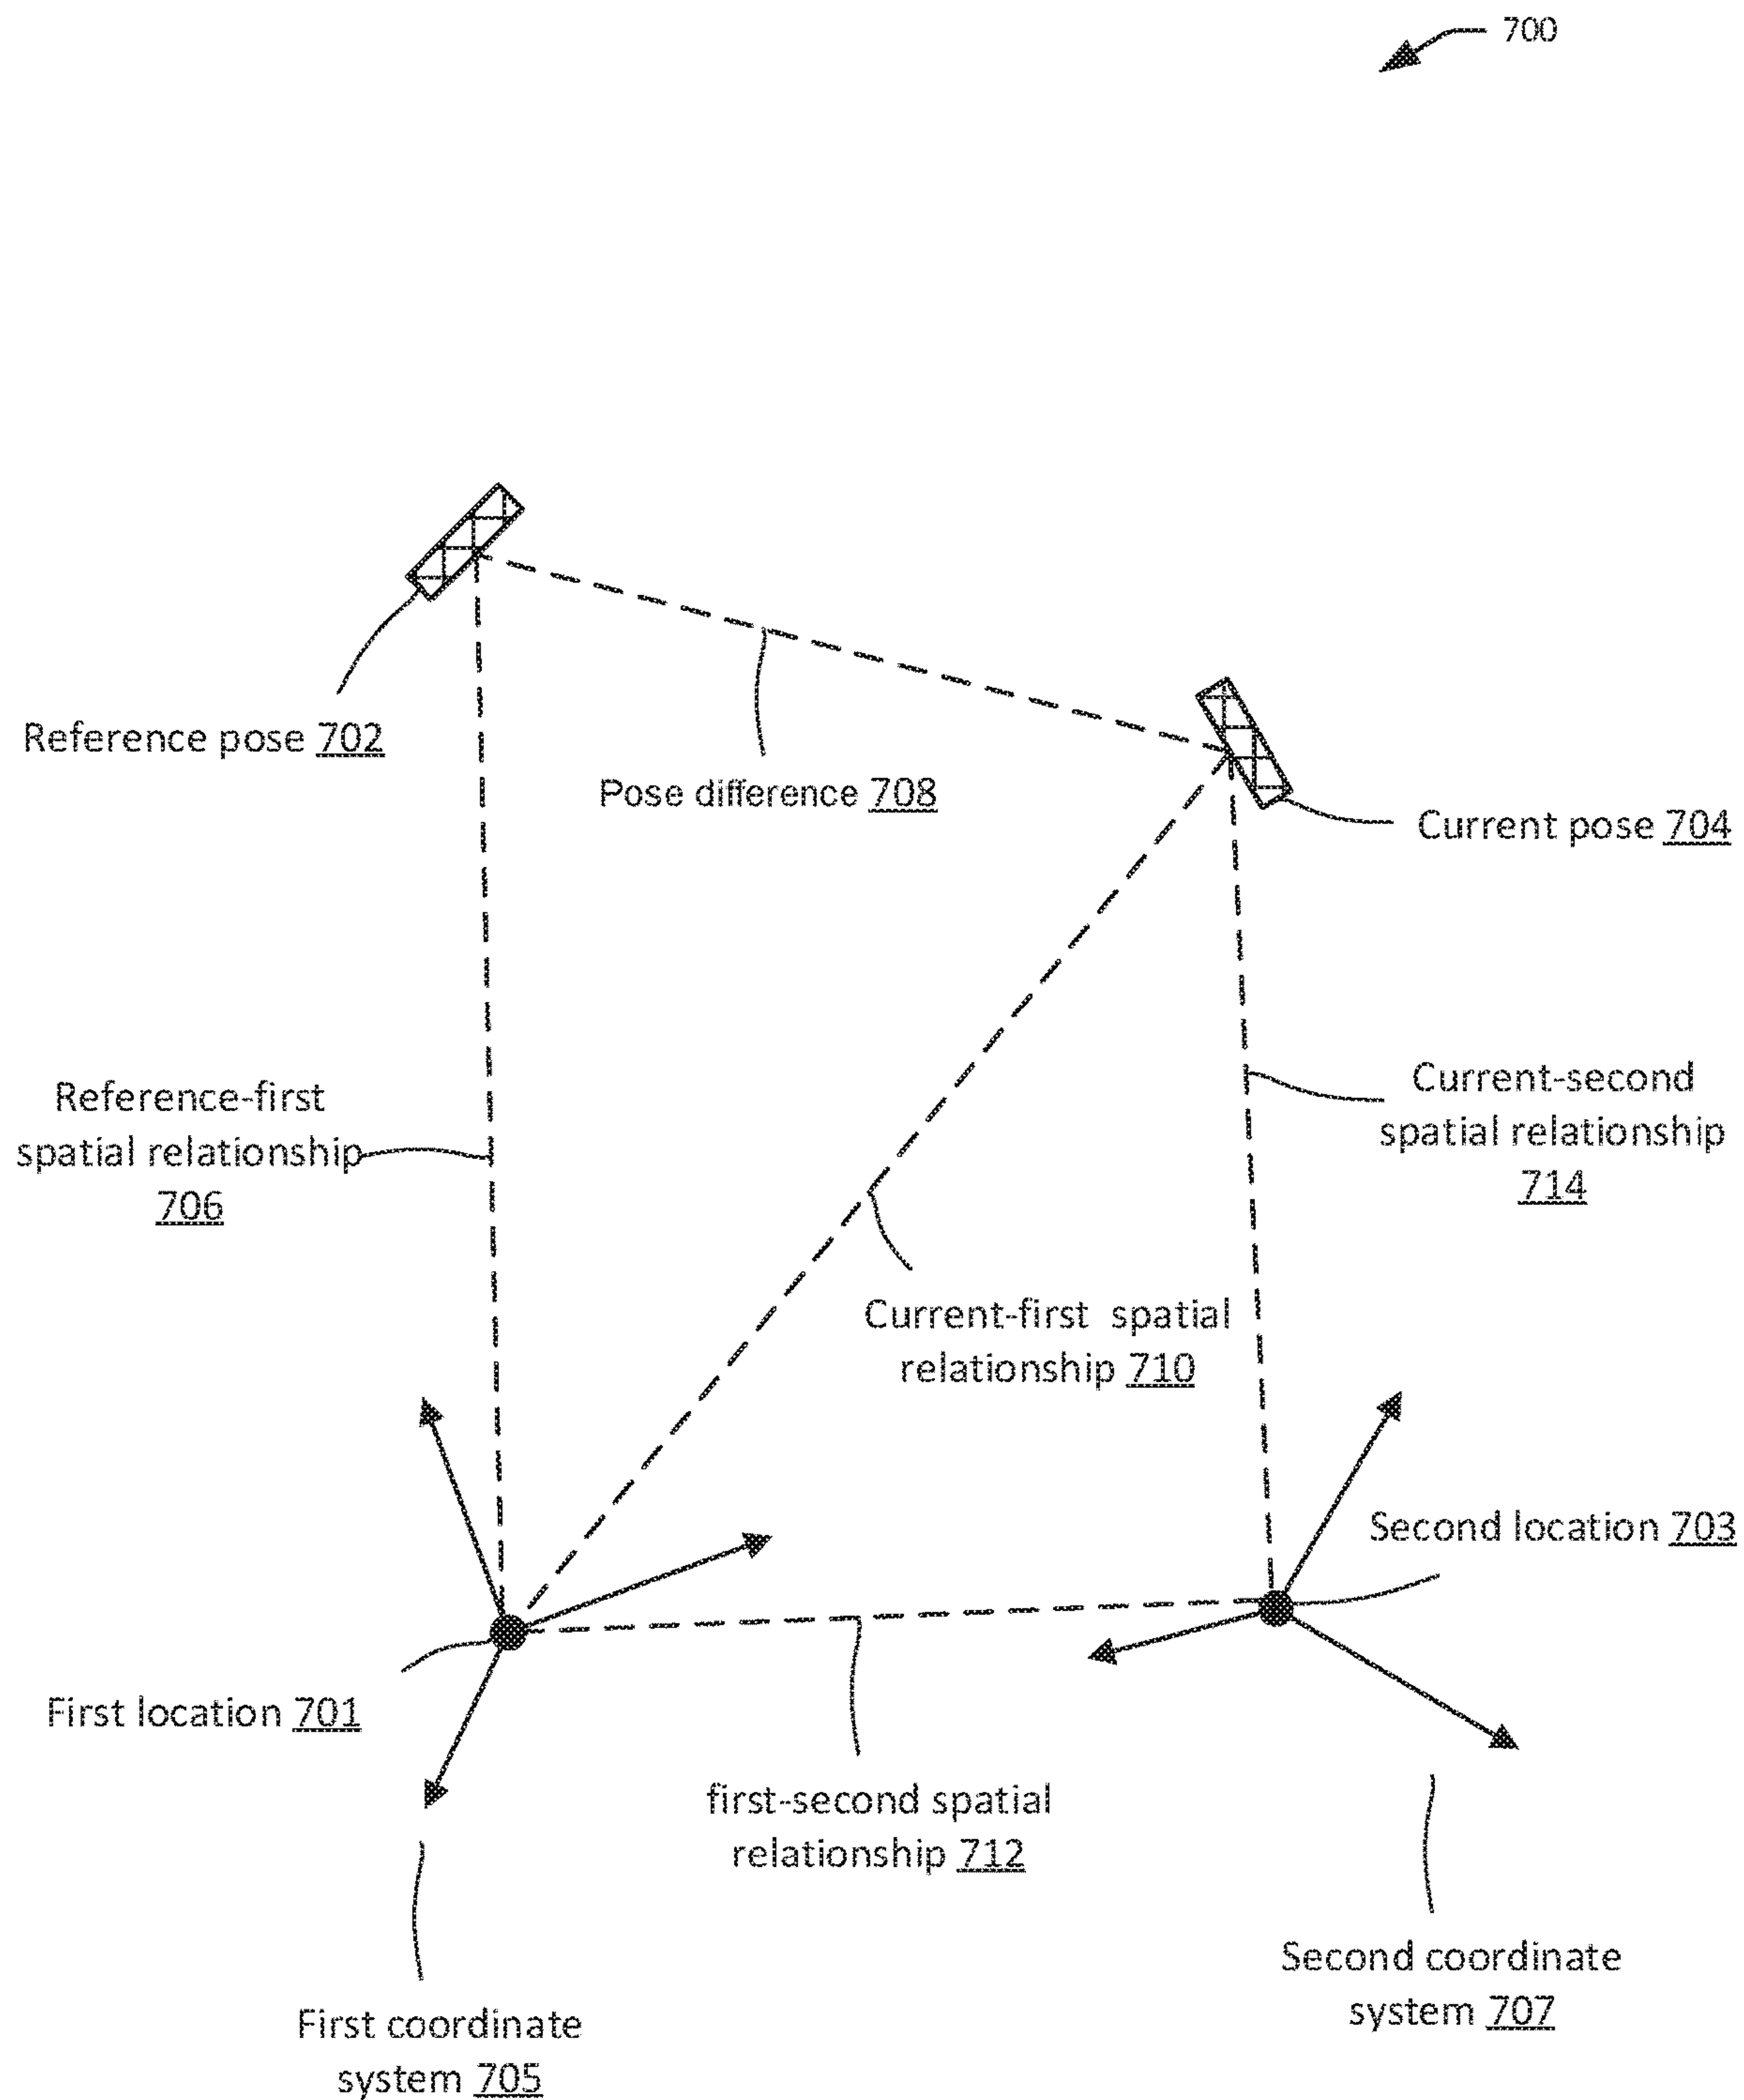 700
Reference pose 702
Pose difference 708
Current pose 704
Reference-first
spatial relationship
706
Current-second
spatial relationship
714
Current-first spatial
relationship 710
Second location 703
First location 701
first-second spatial
relationship 712
Second coordinate
system 707
First coordinate
system 705